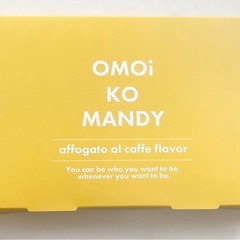 OMOi
KO
MANDY
affogato al caffe flavor
You can be who you want to be,
whenever you want to be.